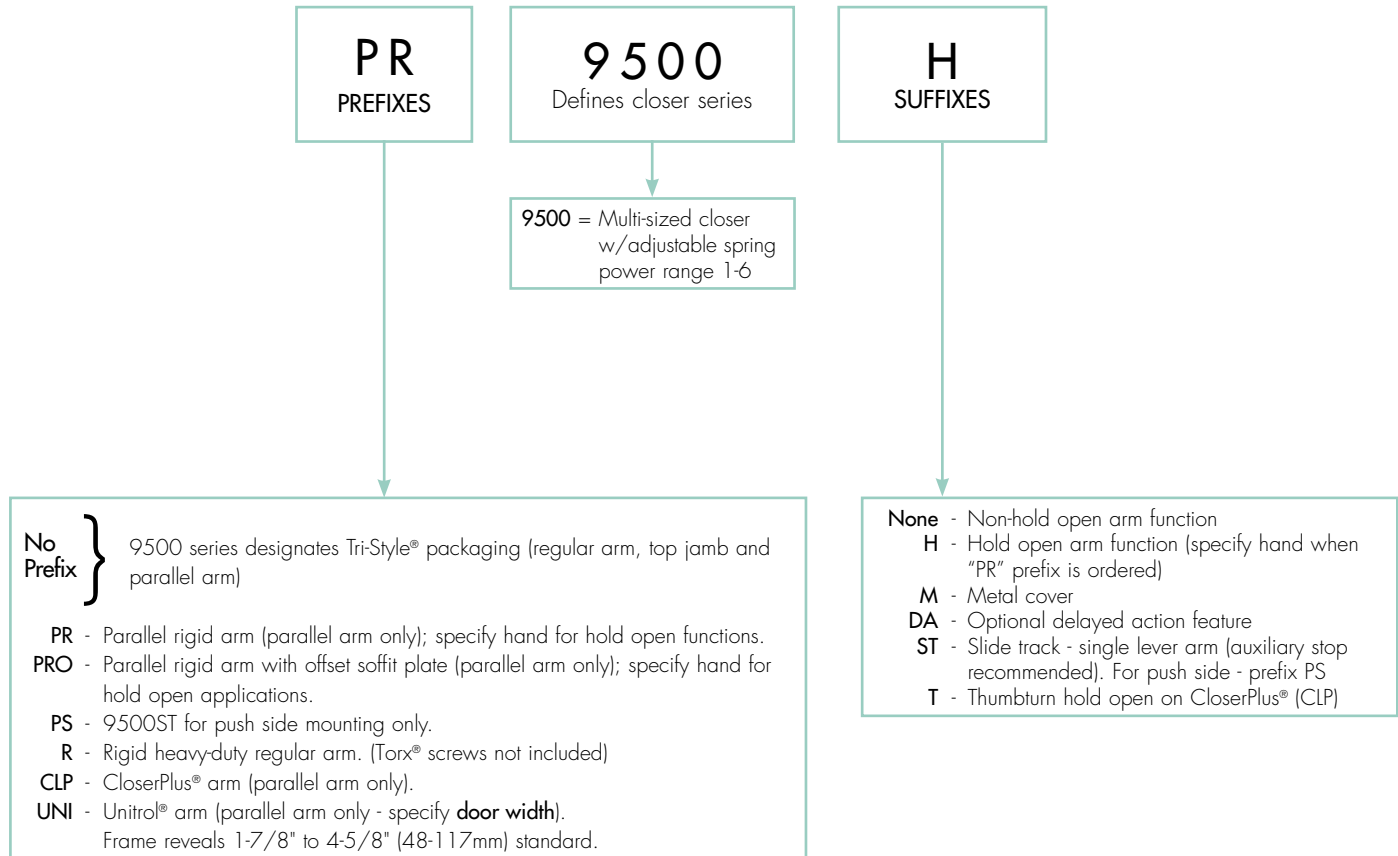 PR
PREFIXES
9500
Defines closer series
H
SUFFIXES
9500 = Multi-sized closer
w/adjustable spring
power range 1-6
No
Prefix } 9500 series designates Tri-Style® packaging (regular arm, top jamb and
parallel arm)
PR - Parallel rigid arm (parallel arm only); specify hand for hold open functions.
PRO - Parallel rigid arm with offset soffit plate (parallel arm only); specify hand for
hold open applications.
PS - 9500ST for push side mounting only.
R - Rigid heavy-duty regular arm. (Torx® screws not included)
CLP - CloserPlus® arm (parallel arm only).
UNI - Unitrol® arm (parallel arm only - specify door width).
Frame reveals 1-7/8" to 4-5/8" (48-117mm) standard.
None - Non-hold open arm function
H - Hold open arm function (specify hand when
"PR" prefix is ordered)
M - Metal cover
DA - Optional delayed action feature
ST - Slide track - single lever arm (auxiliary stop
recommended). For push side - prefix PS
T - Thumbturn hold open on CloserPlus® (CLP)